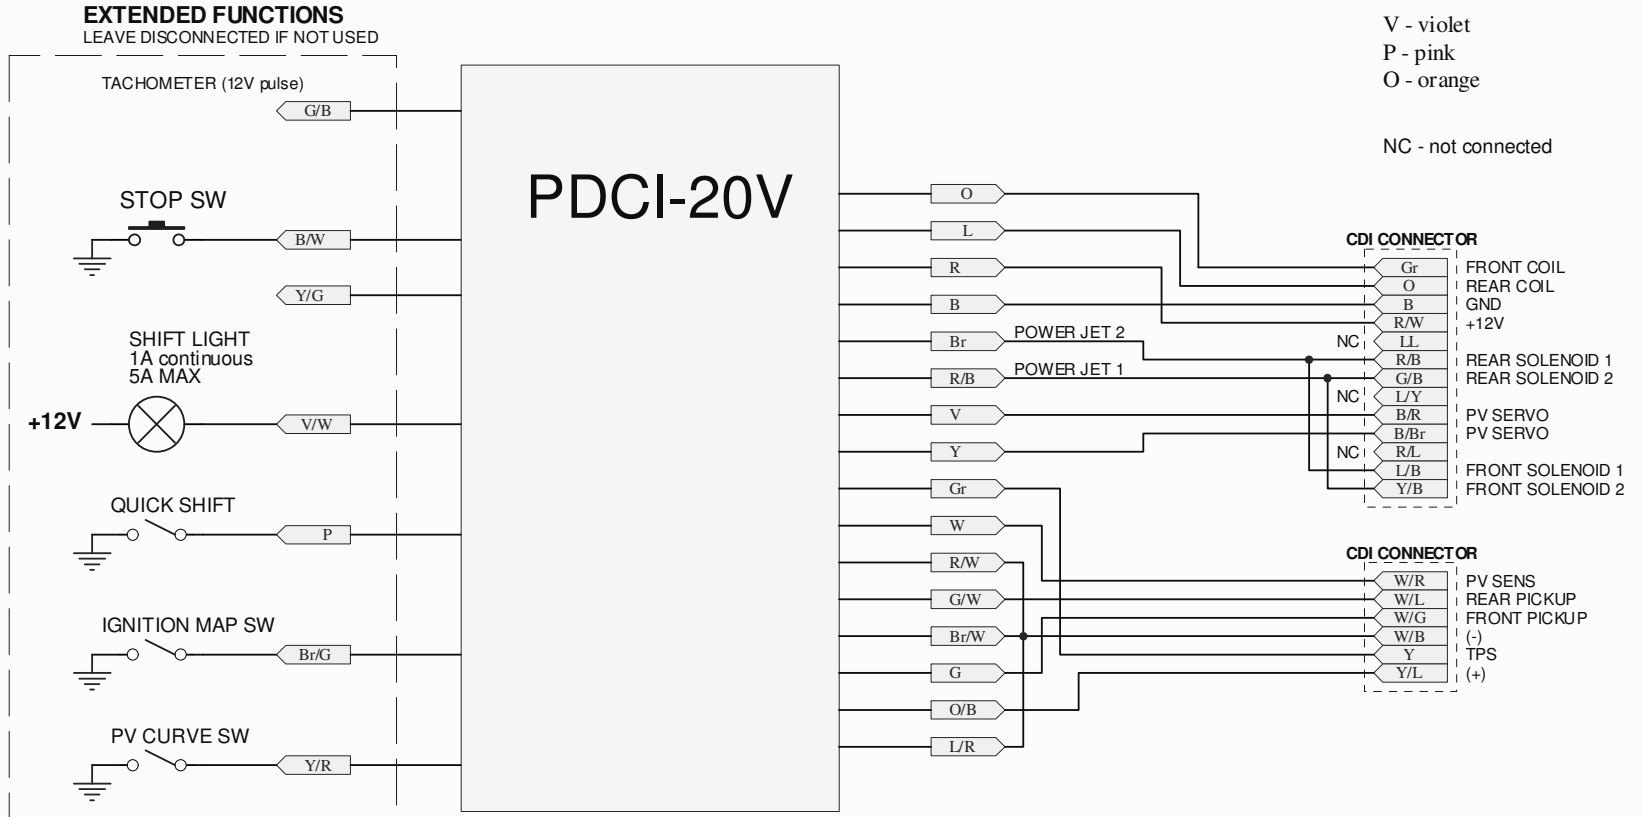 EXTENDED FUNCTIONS
LEAVE DISCONNECTED IF NOT USED
TACHOMETER (12V pulse)
G/B
STOP SW
B/W
Y/G
SHIFT LIGHT
1A continuous
5A MAX
+12V
V/W
QUICK SHIFT
P
IGNITION MAP SW
Br/G
PV CURVE SW
Y/R
PDCI-20V
O
L
R
B
Br
POWER JET 2
R/B
POWER JET 1
V
Y
Gr
W
R/W
G/W
Br/W
G
O/B
L/R
V - violet
P - pink
O - orange
NC - not connected
CDI CONNECTOR
Gr FRONT COIL
O REAR COIL
B GND
R/W +12V
NC LL
R/B REAR SOLENOID 1
G/B REAR SOLENOID 2
NC L/Y
B/R PV SERVO
B/Br PV SERVO
NC R/L
L/B FRONT SOLENOID 1
Y/B FRONT SOLENOID 2
CDI CONNECTOR
W/R PV SENS
W/L REAR PICKUP
W/G FRONT PICKUP
W/B (-)
Y TPS
Y/L (+)